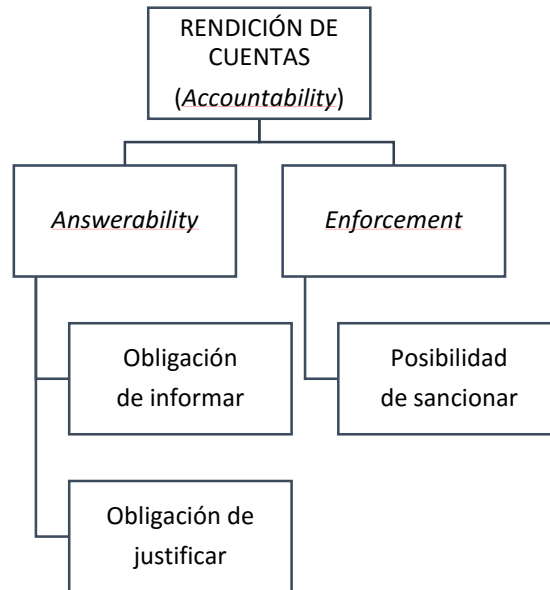 RENDICIÓN DE
CUENTAS
(Accountability)
Answerability
Enforcement
Obligación
de informar
Posibilidad
de sancionar
Obligación de
justificar